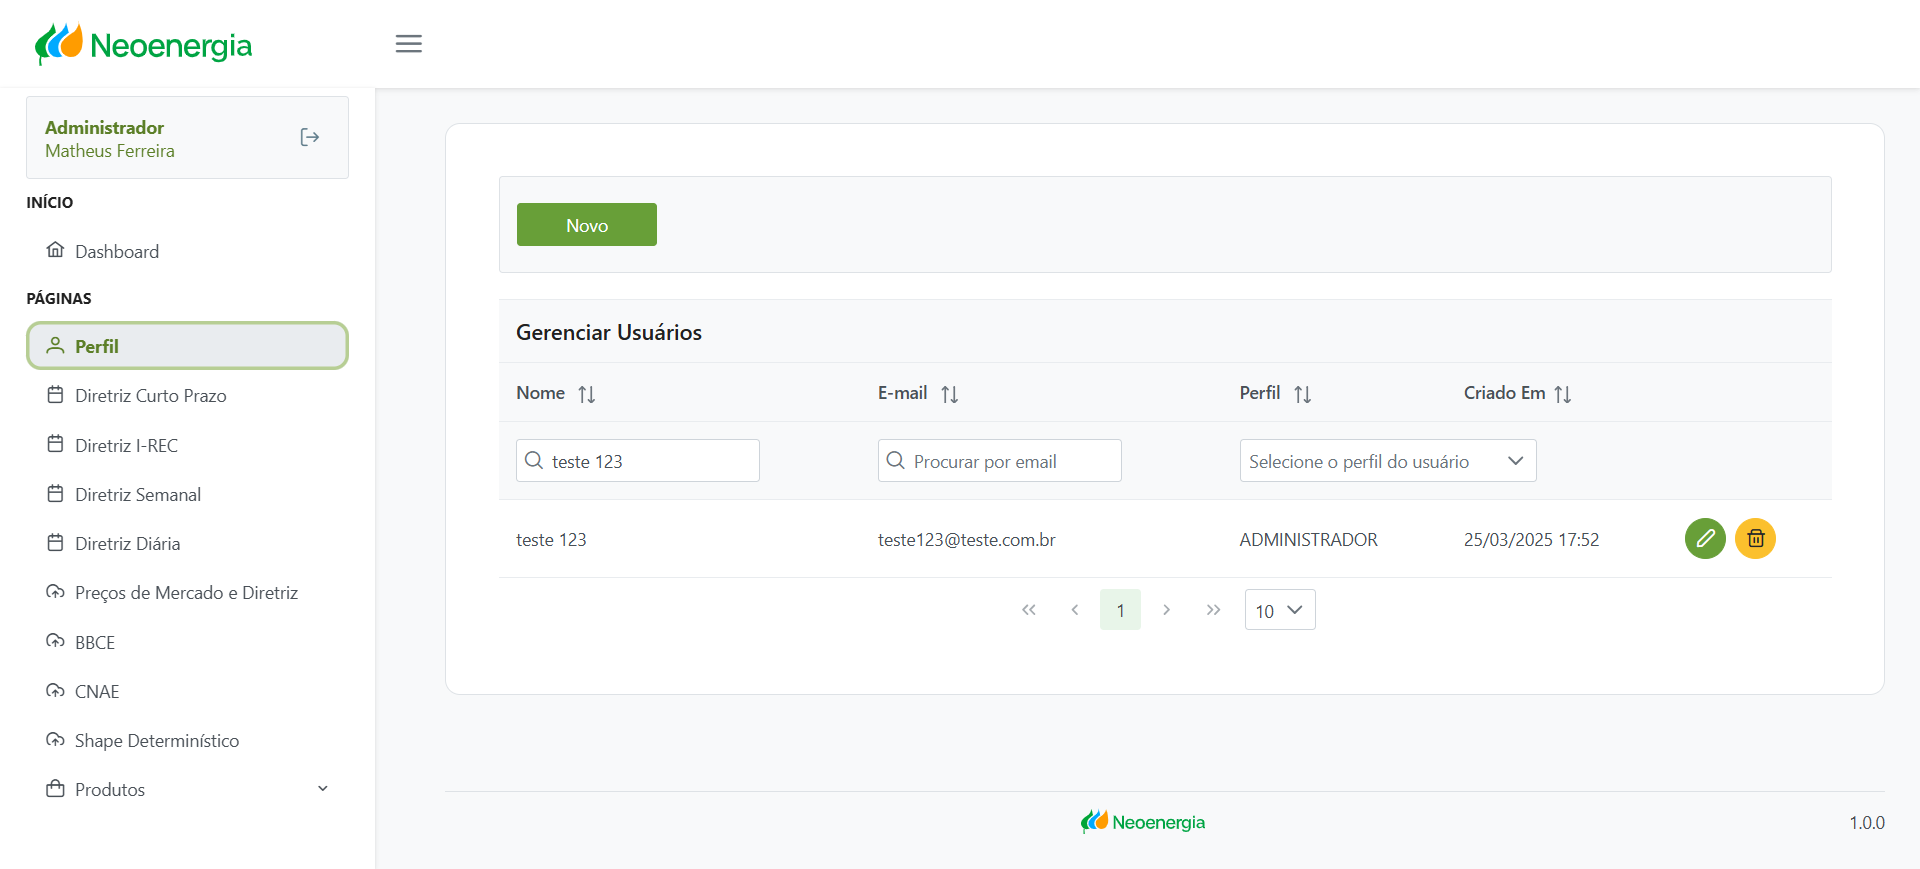 Neoenergia
Administrador
Matheus Ferreira
INÍCIO
Dashboard
PÁGINAS
Perfil
Diretriz Curto Prazo
Diretriz I-REC
Diretriz Semanal
Diretriz Diária
Preços de Mercado e Diretriz
BBCE
CNAE
Shape Determinístico
Produtos
Novo
Gerenciar Usuários
Nome E-mail Perfil Criado Em
teste 123 Procurar por email Selecione o perfil do usuário
teste 123 teste123@teste.com.br ADMINISTRADOR 25/03/2025 17:52
1 10
Neoenergia 1.0.0